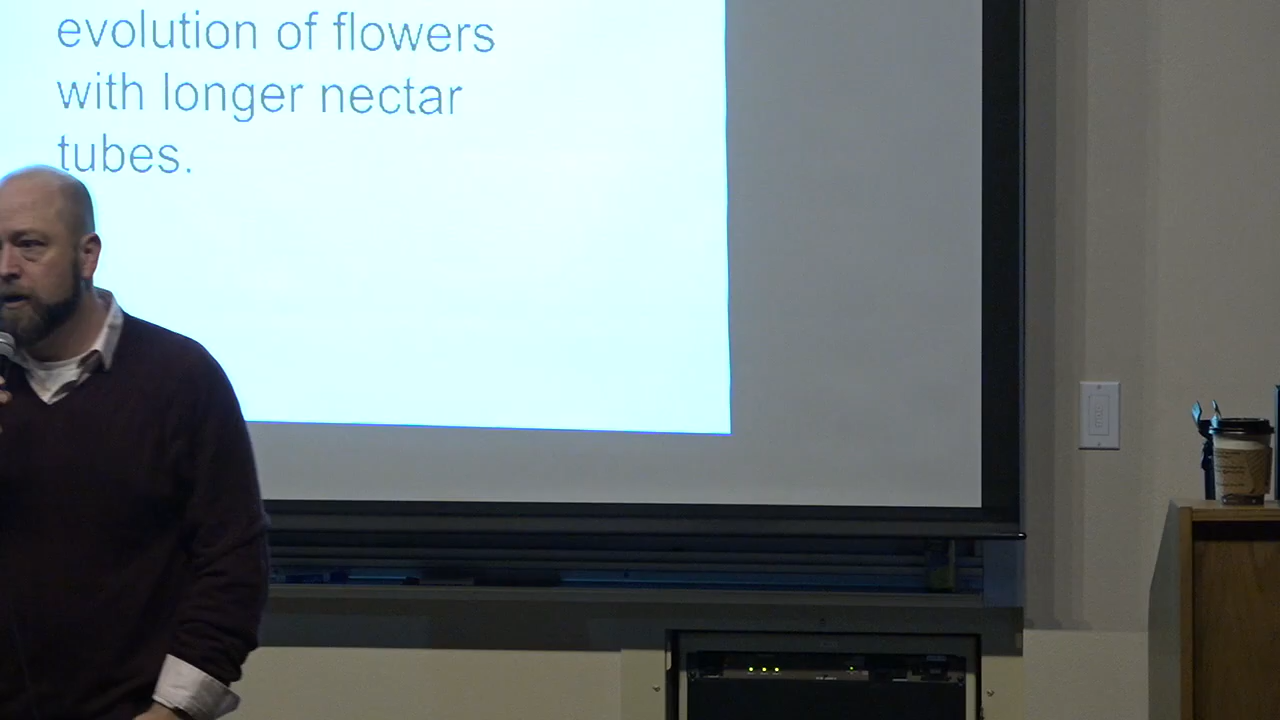 evolution of flowers
with longer nectar
tubes.